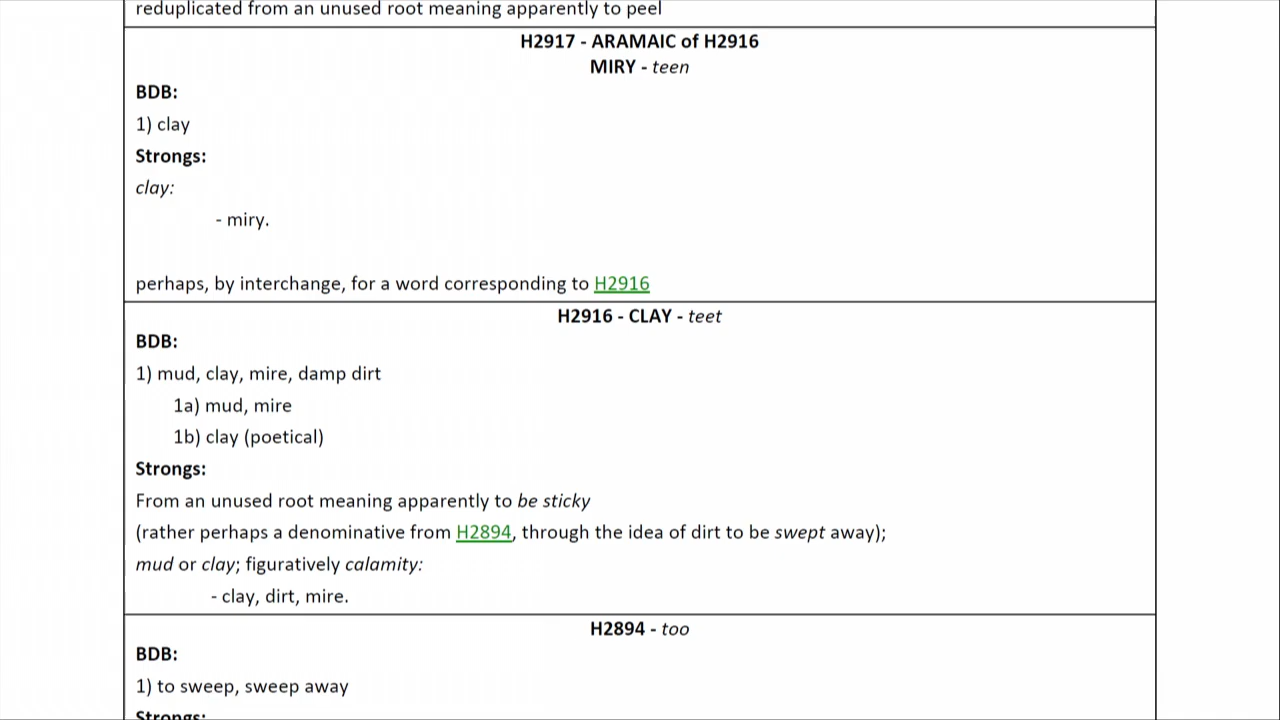 reduplicated from an unused root meaning apparently to peel
H2917 - ARAMAIC of H2916
MIRY - teen
BDB:
1) clay
Strongs:
clay:
- miry.
perhaps, by interchange, for a word corresponding to H2916
H2916 - CLAY - teet
BDB:
1) mud, clay, mire, damp dirt
1a) mud, mire
1b) clay (poetical)
Strongs:
From an unused root meaning apparently to be sticky
(rather perhaps a denominative from H2894, through the idea of dirt to be swept away);
mud or clay; figuratively calamity:
- clay, dirt, mire.
H2894 - too
BDB:
1) to sweep, sweep away
Strongs: